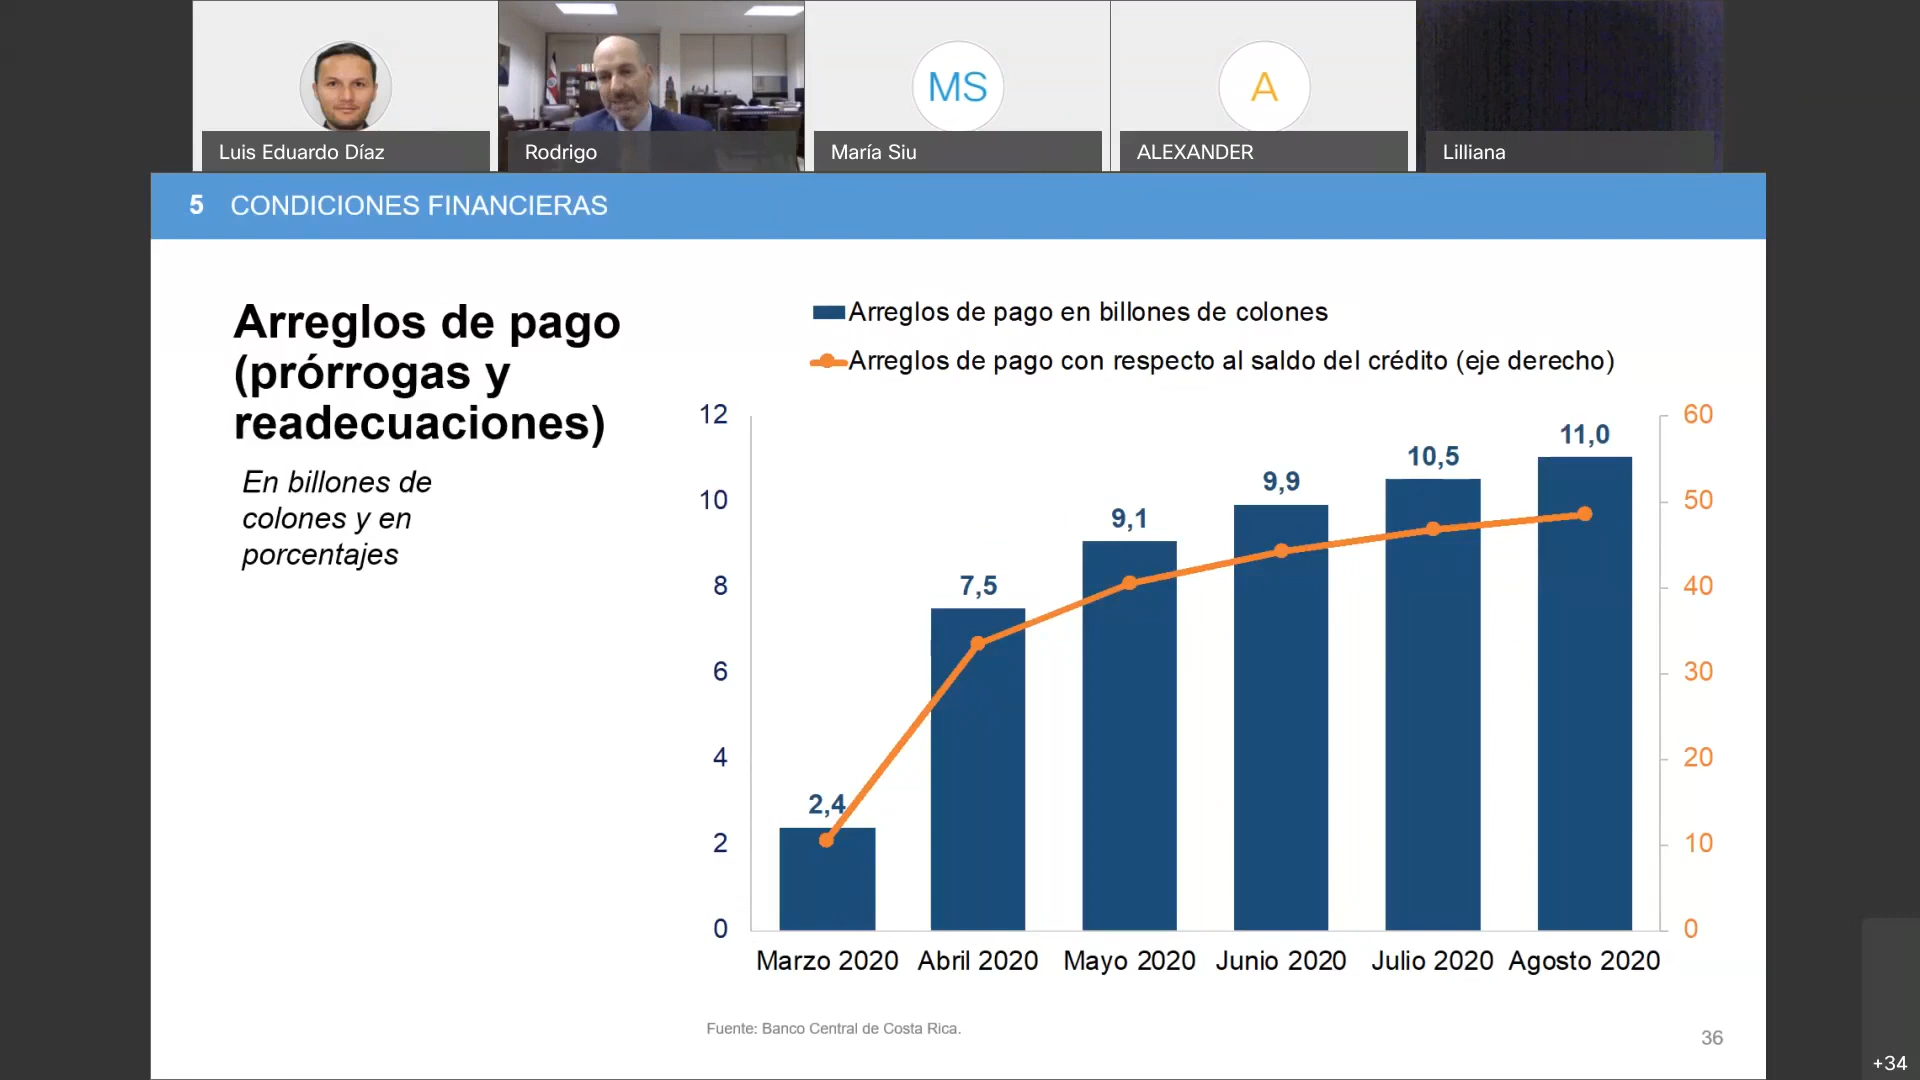 MS
A
Luis Eduardo Díaz
Rodrigo
María Siu
ALEXANDER
Lilliana
5 CONDICIONES FINANCIERAS
Arreglos de pago
(prórrogas y
readecuaciones)
En billones de
colones y en
porcentajes
Arreglos de pago en billones de colones
Arreglos de pago con respecto al saldo del crédito (eje derecho)
12
10
8
6
4
2
0
2,4
7,5
9,1
9,9
10,5
11,0
60
50
40
30
20
10
0
Marzo 2020 Abril 2020 Mayo 2020 Junio 2020 Julio 2020 Agosto 2020
Fuente: Banco Central de Costa Rica.
36
+34